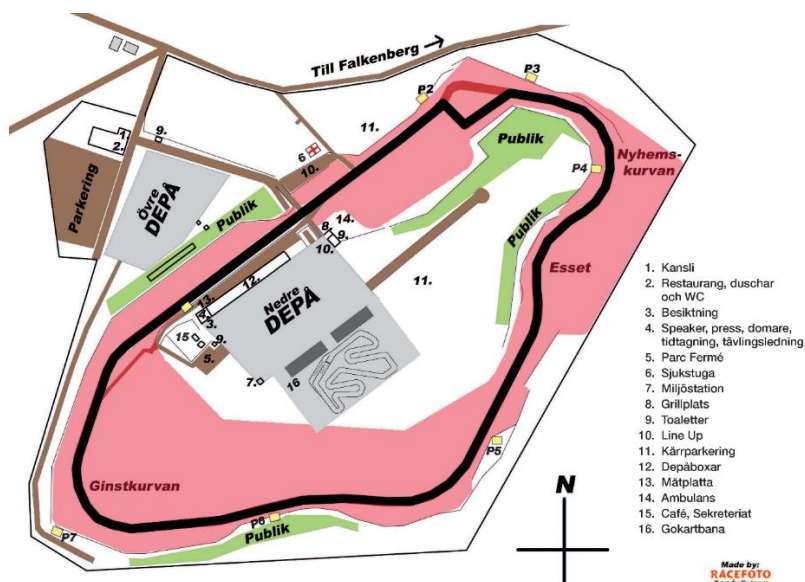 Till Falkenberg →
P3
P2
11.
Publik
Nyhems-
kurvan
P4
6
10.
1.
2.
9.
Parkering
Övre
DEPÅ
Publik
14.
8.
9.
10.
Publik
Esset
11.
12.
Nedre
DEPÅ
13.
4.
3.
15
9.
5.
7.
16
P5
Ginstkurvan
P6
Publik
P7
N
1. Kansli
2. Restaurang, duschar
och WC
3. Besiktning
4. Speaker, press, domare,
tidtagning, tävlingsledning
5. Parc Fermé
6. Sjukstuga
7. Miljöstation
8. Grillplats
9. Toaletter
10. Line Up
11. Kärrparkering
12. Depåboxar
13. Mätplatta
14. Ambulans
15. Café, Sekreteriat
16. Gokartbana
Made by:
RACEFOTO